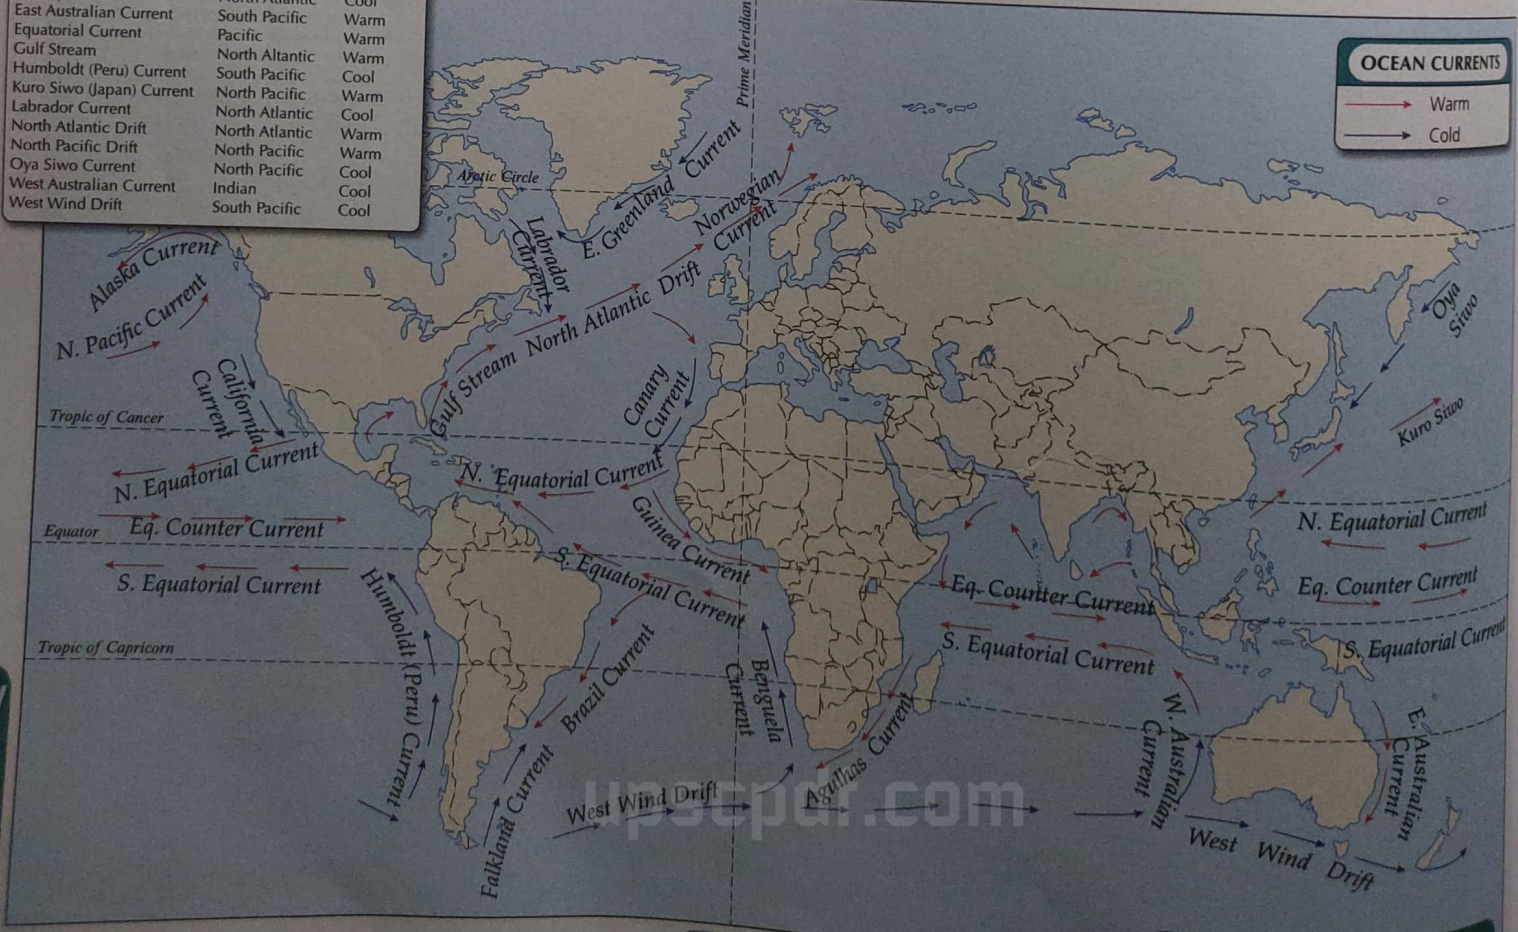 North Atlantic Cool
East Australian Current South Pacific Warm
Equatorial Current Pacific Warm
Gulf Stream North Altantic Warm
Humboldt (Peru) Current South Pacific Cool
Kuro Siwo (Japan) Current North Pacific Warm
Labrador Current North Atlantic Cool
North Atlantic Drift North Atlantic Warm
North Pacific Drift North Pacific Warm
Oya Siwo Current North Pacific Cool
West Australian Current Indian Cool
West Wind Drift South Pacific Cool
Prime Meridian
OCEAN CURRENTS
Warm
Cold
Arctic Circle
E. Greenland Current
Norwegian
Current
Labrador
Current
Alaska Current
N. Pacific Current
California
Current
Gulf Stream
North Atlantic Drift
Canary
Current
Oya
Siwo
Kuro Siwo
Tropic of Cancer
N. Equatorial Current
N. Equatorial Current
N. Equatorial Current
Guinea Current
Equator
Eq. Counter Current
Eq. Counter Current
Eq. Counter Current
S. Equatorial Current
S. Equatorial Current
S. Equatorial Current
S. Equatorial Current
Tropic of Capricorn
Humboldt (Peru) Current
Brazil Current
Benguela
Current
Agulhas Current
W. Australian
Current
E. Australian
Current
Falkland Current
West Wind Drift
West Wind Drift
upscpdf.com